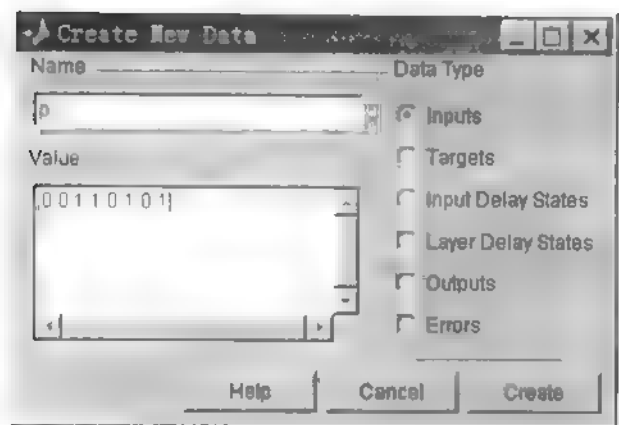 Create New Data
Name
p
Value
0 0 1 1 0 1 0 1
Data Type
Inputs
Targets
Input Delay States
Layer Delay States
Outputs
Errors
Help
Cancel
Create